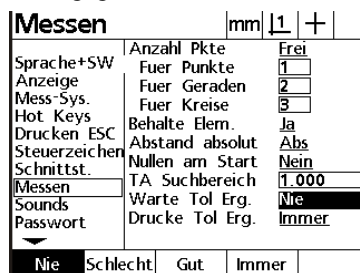 Messen mm 1
Sprache+SW
Anzeige
Mess-Sys.
Hot Keys
Drucken ESC
Steuerzeichen
Schnittst.
Messen
Sounds
Passwort
Anzahl Pkte Frei
Fuer Punkte 1
Fuer Geraden 2
Fuer Kreise 3
Behalte Elem. Ja
Abstand absolut Abs
Nullen am Start Nein
TA Suchbereich 1.000
Warte Tol Erg. Nie
Drucke Tol Erg. Immer
Nie Schlecht Gut Immer